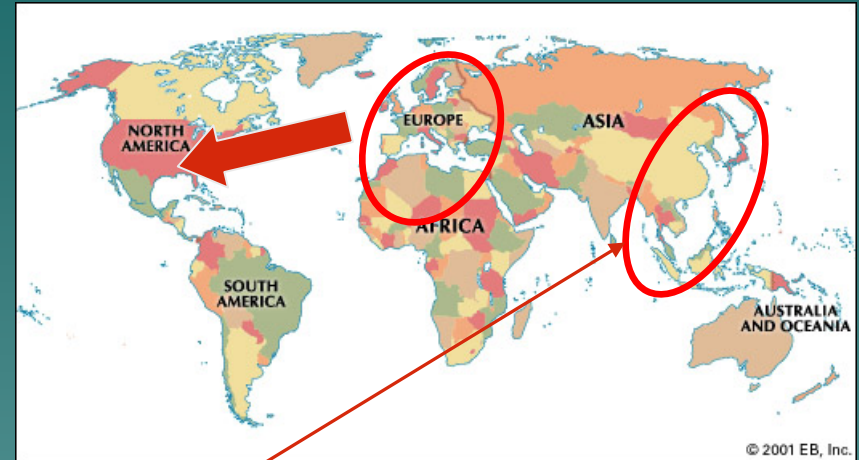 NORTH
AMERICA
EUROPE
ASIA
AFRICA
SOUTH
AMERICA
AUSTRALIA
AND OCEANIA
© 2001 EB, Inc.